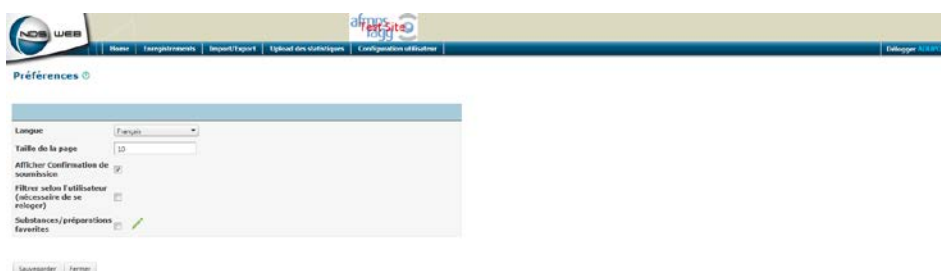 NDS WEB
afmps
Test Site
fagg
Home | Enregistrements | Import/Export | Upload des statistiques | Configuration utilisateur
Délogger
Préférences
Langue
Français
Taille de la page
10
Afficher Confirmation de
soumission
Filtrer selon l'utilisateur
(nécessaire de se
reloger)
Substances/préparations
favorites
Sauvegarder
Fermer